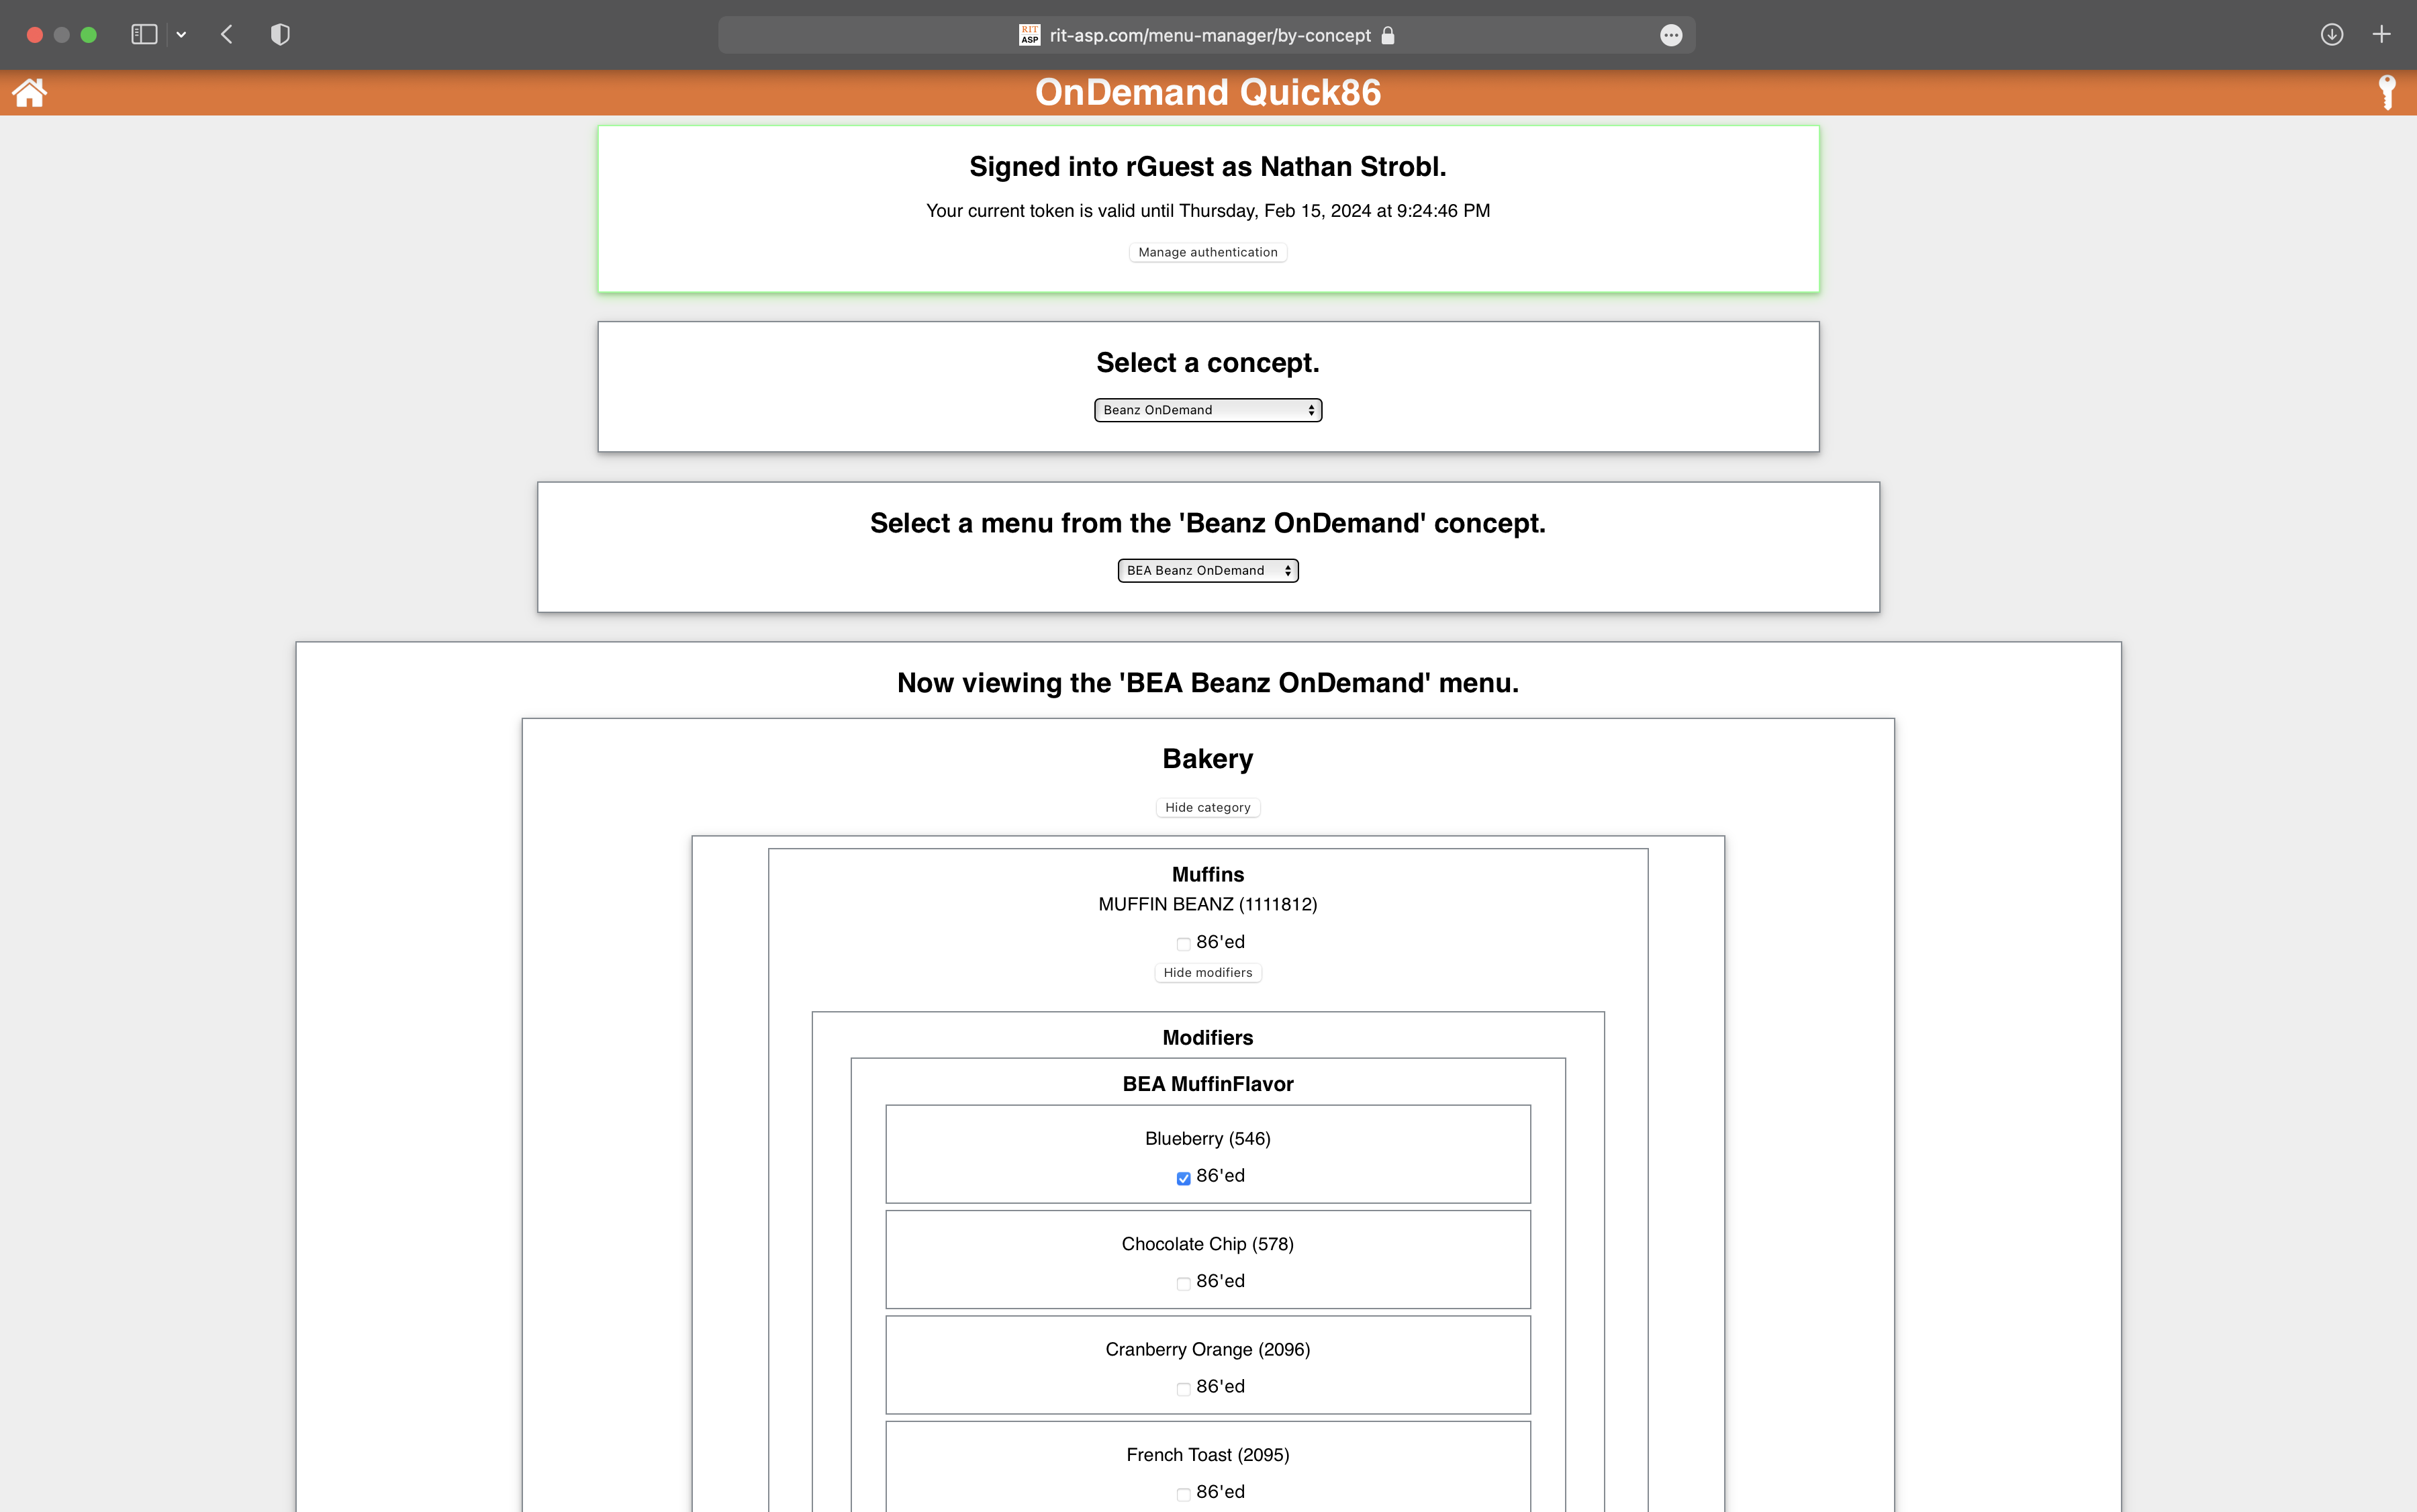 RIT
ASP
rit-asp.com/menu-manager/by-concept
OnDemand Quick86
Signed into rGuest as Nathan Strobl.
Your current token is valid until Thursday, Feb 15, 2024 at 9:24:46 PM
Manage authentication
Select a concept.
Beanz OnDemand
Select a menu from the 'Beanz OnDemand' concept.
BEA Beanz OnDemand
Now viewing the 'BEA Beanz OnDemand' menu.
Bakery
Hide category
Muffins
MUFFIN BEANZ (1111812)
86'ed
Hide modifiers
Modifiers
BEA MuffinFlavor
Blueberry (546)
86'ed
Chocolate Chip (578)
86'ed
Cranberry Orange (2096)
86'ed
French Toast (2095)
86'ed